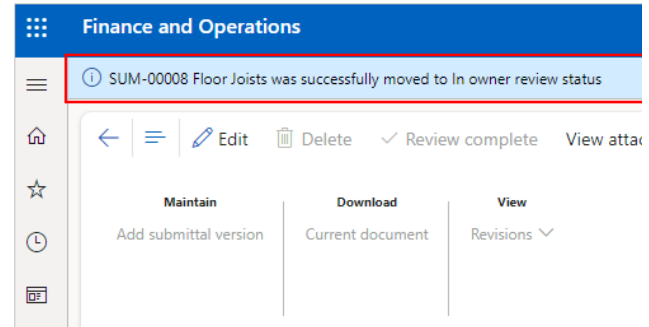 Finance and Operations
SUM-00008 Floor Joists was successfully moved to In owner review status
Edit Delete Review complete View attac
Maintain Download View
Add submittal version Current document Revisions